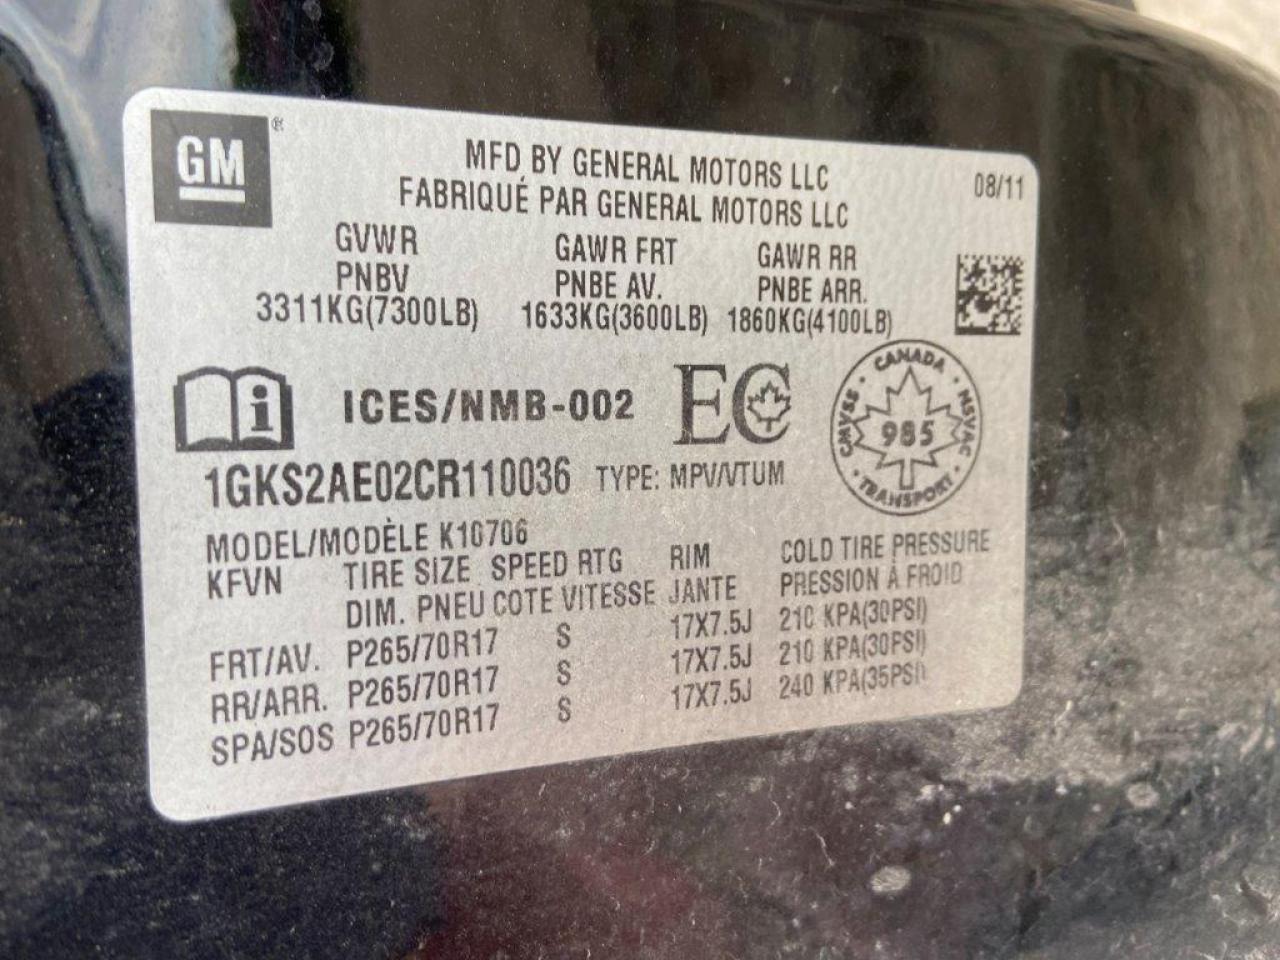 GM®
MFD BY GENERAL MOTORS LLC
08/11
FABRIQUÉ PAR GENERAL MOTORS LLC
GVWR GAWR FRT GAWR RR
PNBV PNBE AV. PNBE ARR.
3311KG(7300LB) 1633KG(3600LB) 1860KG(4100LB)
i ICES/NMB-002 EC
CANADA · NSVAC · TRANSPORT · CMVSS ·
985
1GKS2AE02CR110036 TYPE: MPV/VTUM
MODEL/MODÈLE K10706
KFVN TIRE SIZE SPEED RTG RIM COLD TIRE PRESSURE
DIM. PNEU COTE VITESSE JANTE PRESSION À FROID
FRT/AV. P265/70R17 S 17X7.5J 210 KPA(30PSI)
RR/ARR. P265/70R17 S 17X7.5J 210 KPA(30PSI)
SPA/SOS P265/70R17 S 17X7.5J 240 KPA(35PSI)